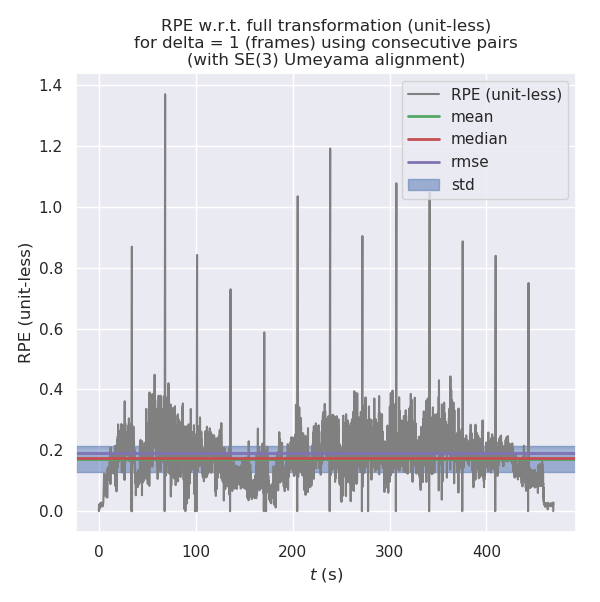 RPE w.r.t. full transformation (unit-less)
for delta = 1 (frames) using consecutive pairs
(with SE(3) Umeyama alignment)
RPE (unit-less)
mean
median
rmse
std
RPE (unit-less)
1.4
1.2
1.0
0.8
0.6
0.4
0.2
0.0
0
100
200
300
400
t (s)